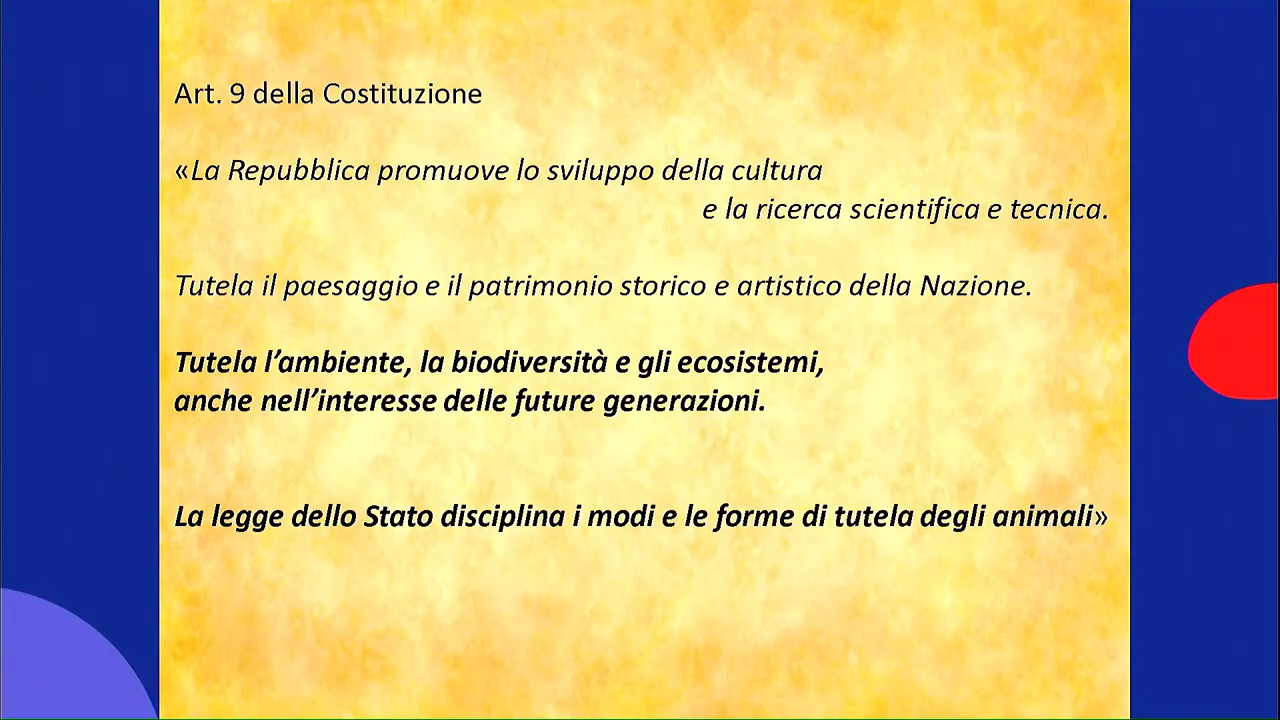 Art. 9 della Costituzione
«La Repubblica promuove lo sviluppo della cultura
e la ricerca scientifica e tecnica.
Tutela il paesaggio e il patrimonio storico e artistico della Nazione.
Tutela l’ambiente, la biodiversità e gli ecosistemi,
anche nell’interesse delle future generazioni.
La legge dello Stato disciplina i modi e le forme di tutela degli animali»